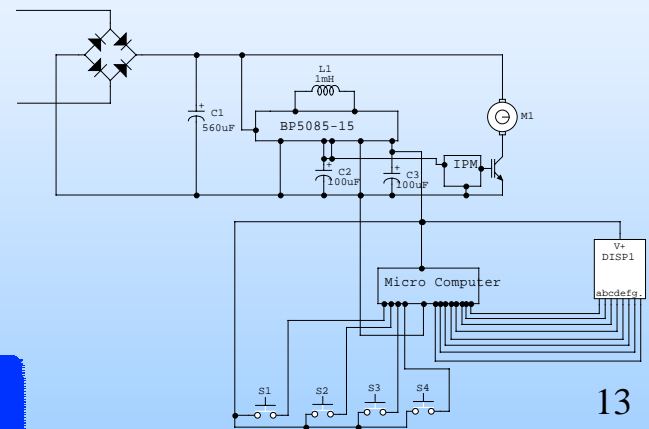 L1
1mH
C1
+
560uF
BP5085-15
M1
+
C2
100uF
+
C3
100uF
IPM
V+
DISP1
abcdefg.
Micro Computer
S1
S2
S3
S4
13